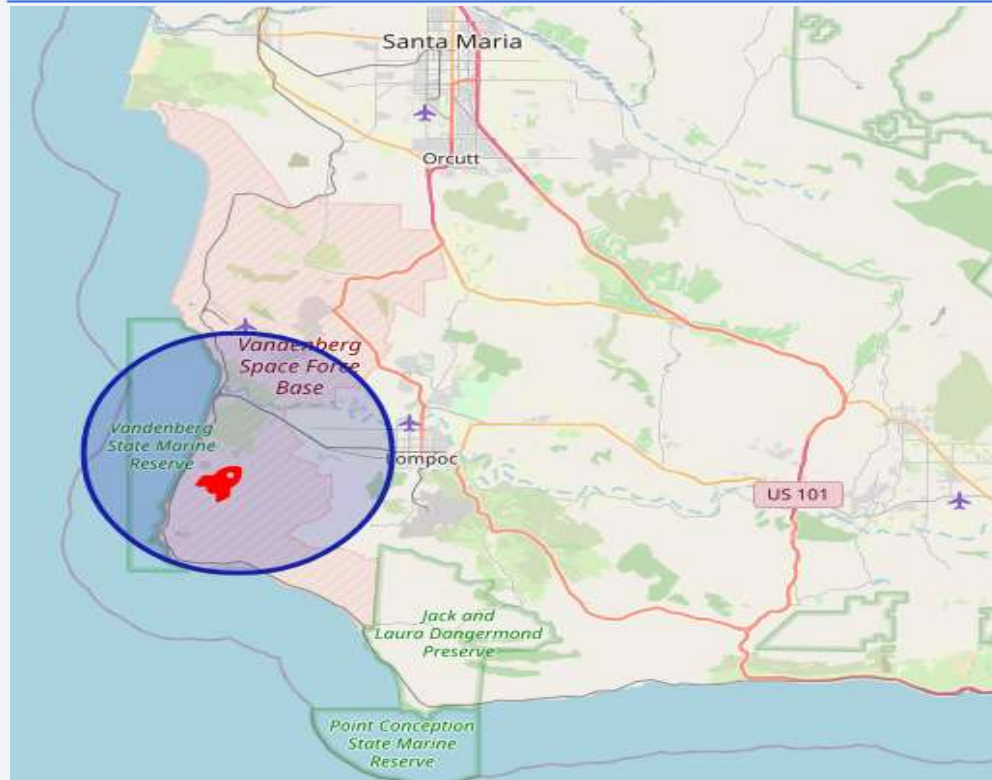 Santa Maria
Orcutt
Vandenberg
Space Force
Base
Vandenberg
State Marine
Reserve
Lompoc
US 101
Jack and
Laura Dangermond
Preserve
Point Conception
State Marine
Reserve